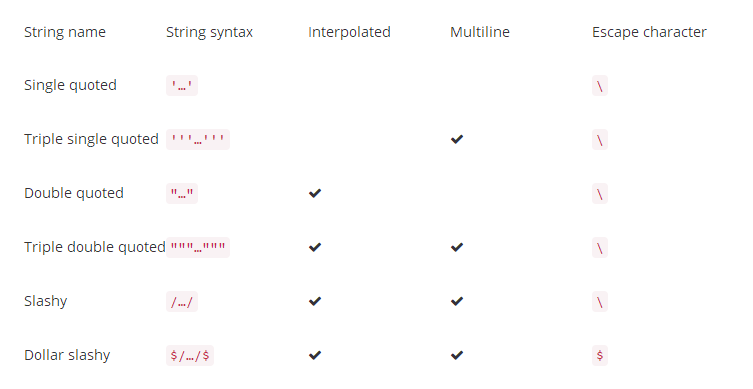 String name String syntax Interpolated Multiline Escape character
Single quoted '…' \
Triple single quoted '''…''' ✔ \
Double quoted "…" ✔ \
Triple double quoted """…""" ✔ ✔ \
Slashy /…/ ✔ ✔ \
Dollar slashy $/…/$ ✔ ✔ $